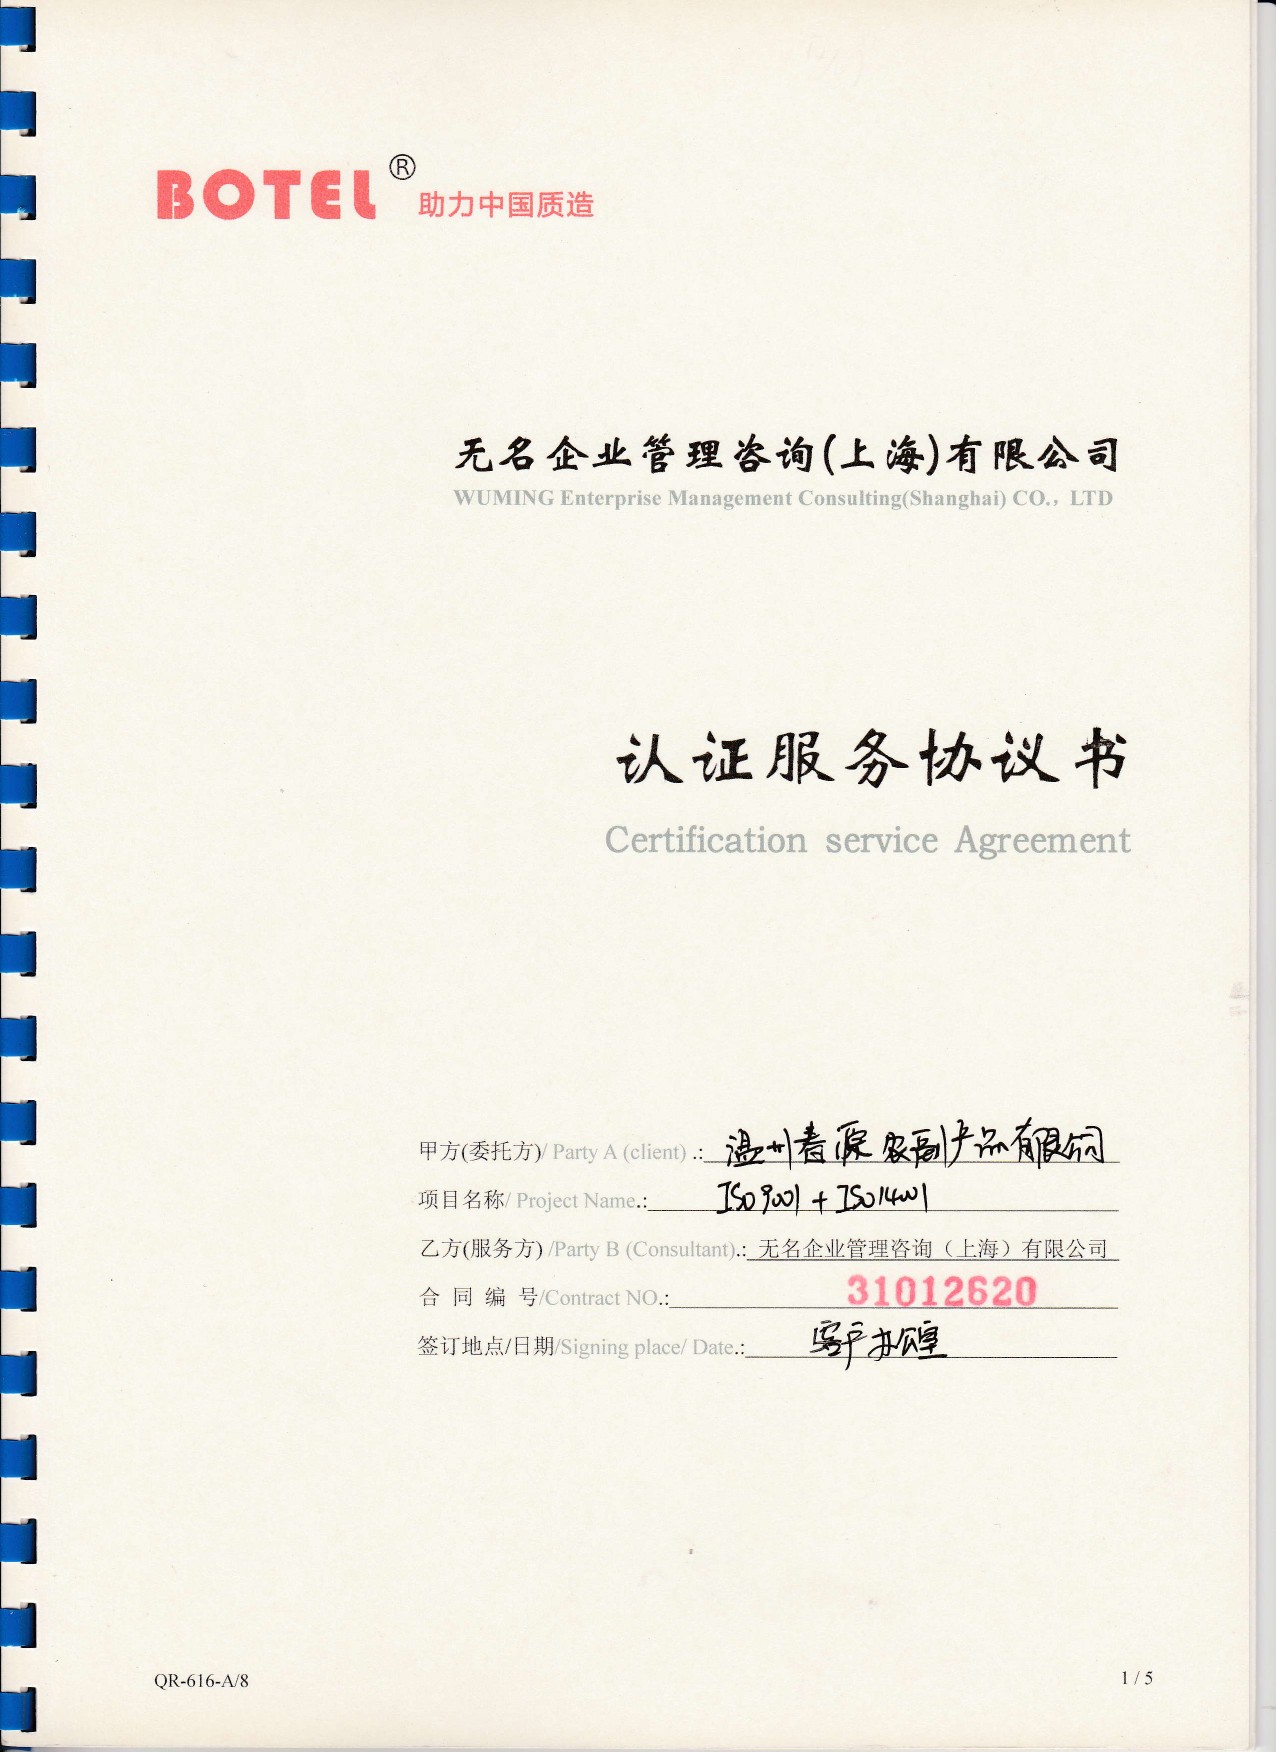 BOTEL® 助力中国质造
无名企业管理咨询(上海)有限公司
WUMING Enterprise Management Consulting(Shanghai) CO.，LTD
认证服务协议书
Certification service Agreement
甲方(委托方)/ Party A (client) .: 温州春源农副产品有限公司
项目名称/ Project Name.: ISO9001 + ISO14001
乙方(服务方) /Party B (Consultant).: 无名企业管理咨询（上海）有限公司
合 同 编 号/Contract NO.: 31012620
签订地点/日期/Signing place/ Date.: 客户办公室
QR-616-A/8
1 / 5